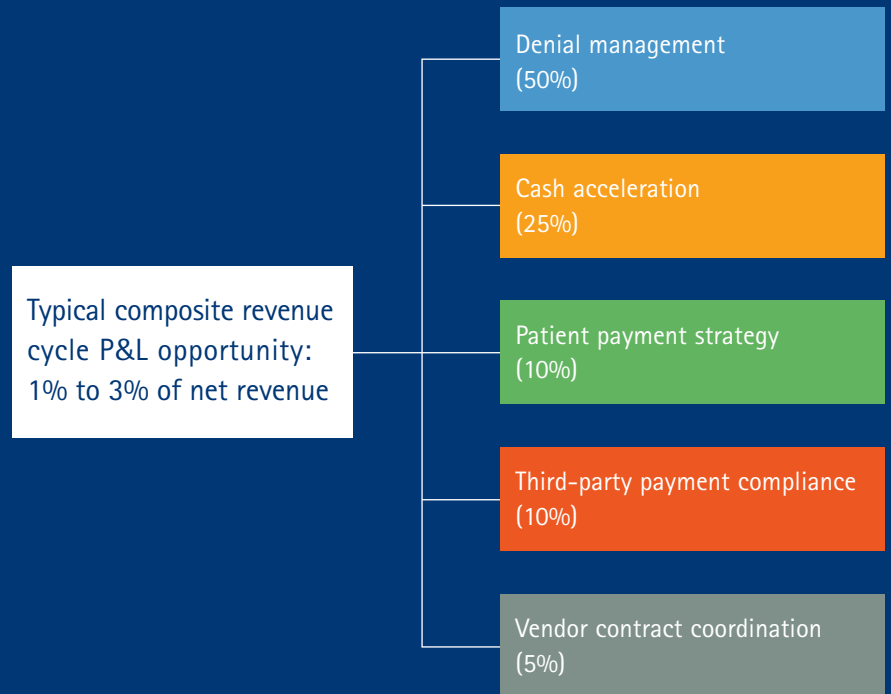 Denial management
(50%)
Cash acceleration
(25%)
Typical composite revenue
cycle P&L opportunity:
1% to 3% of net revenue
Patient payment strategy
(10%)
Third-party payment compliance
(10%)
Vendor contract coordination
(5%)